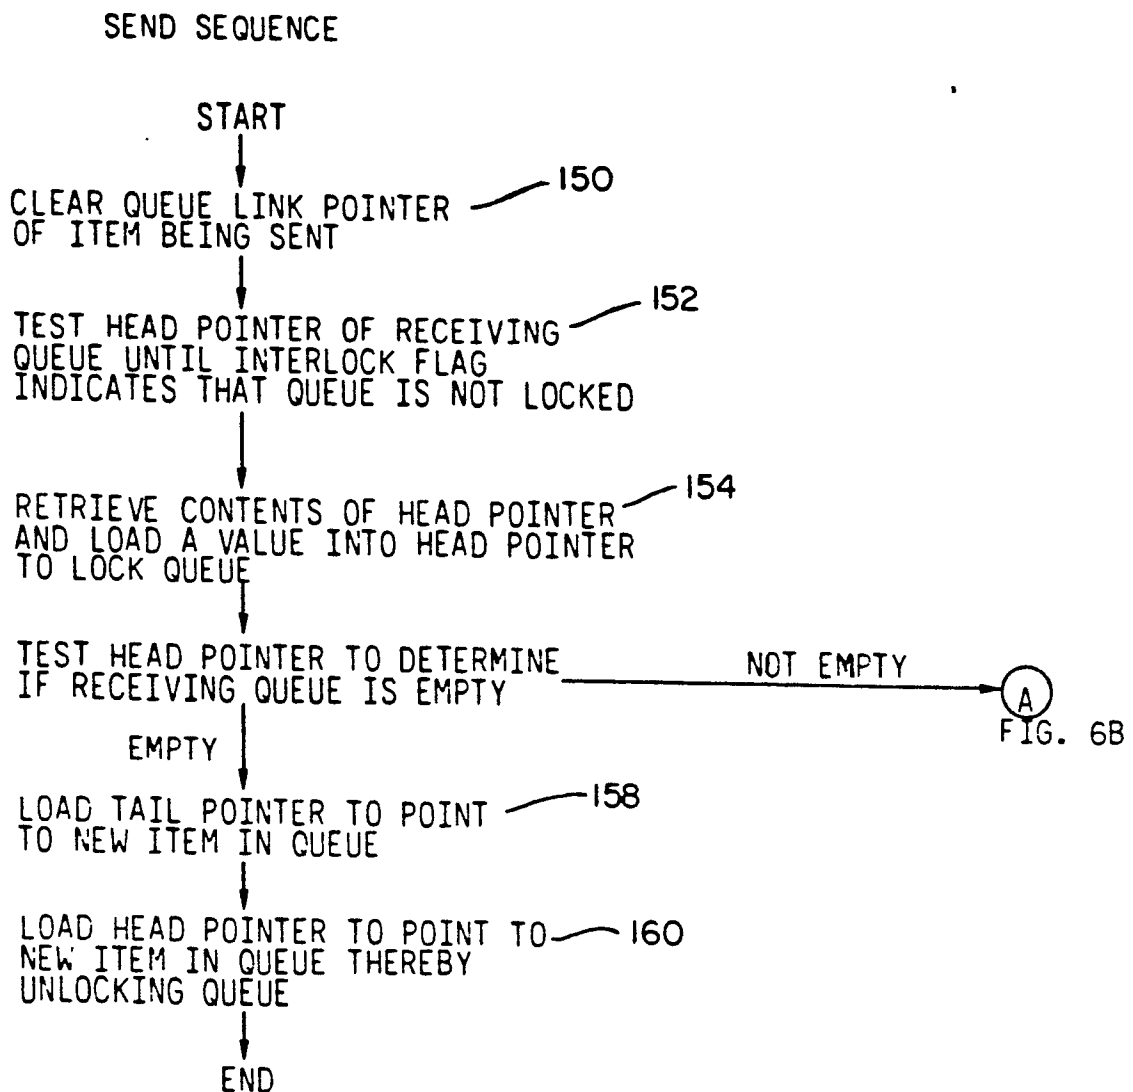 SEND SEQUENCE
START
CLEAR QUEUE LINK POINTER
OF ITEM BEING SENT
150
TEST HEAD POINTER OF RECEIVING
QUEUE UNTIL INTERLOCK FLAG
INDICATES THAT QUEUE IS NOT LOCKED
152
RETRIEVE CONTENTS OF HEAD POINTER
AND LOAD A VALUE INTO HEAD POINTER
TO LOCK QUEUE
154
TEST HEAD POINTER TO DETERMINE
IF RECEIVING QUEUE IS EMPTY
NOT EMPTY
A
FIG. 6B
EMPTY
LOAD TAIL POINTER TO POINT
TO NEW ITEM IN QUEUE
158
LOAD HEAD POINTER TO POINT TO
NEW ITEM IN QUEUE THEREBY
UNLOCKING QUEUE
160
END